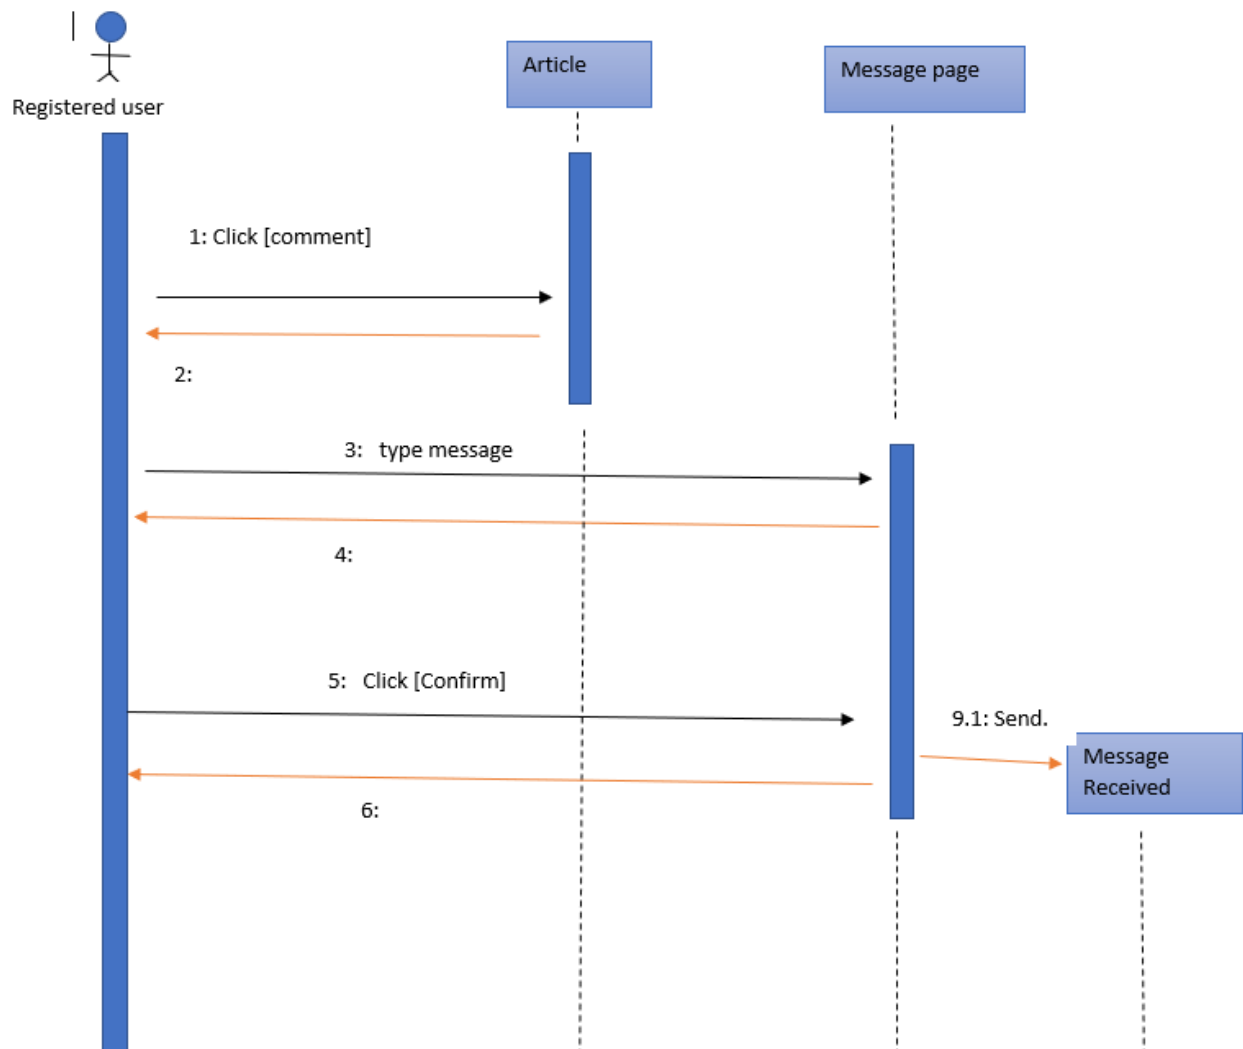 Registered user
Article
Message page
1: Click [comment]
2:
3: type message
4:
5: Click [Confirm]
9.1: Send.
Message
Received
6: